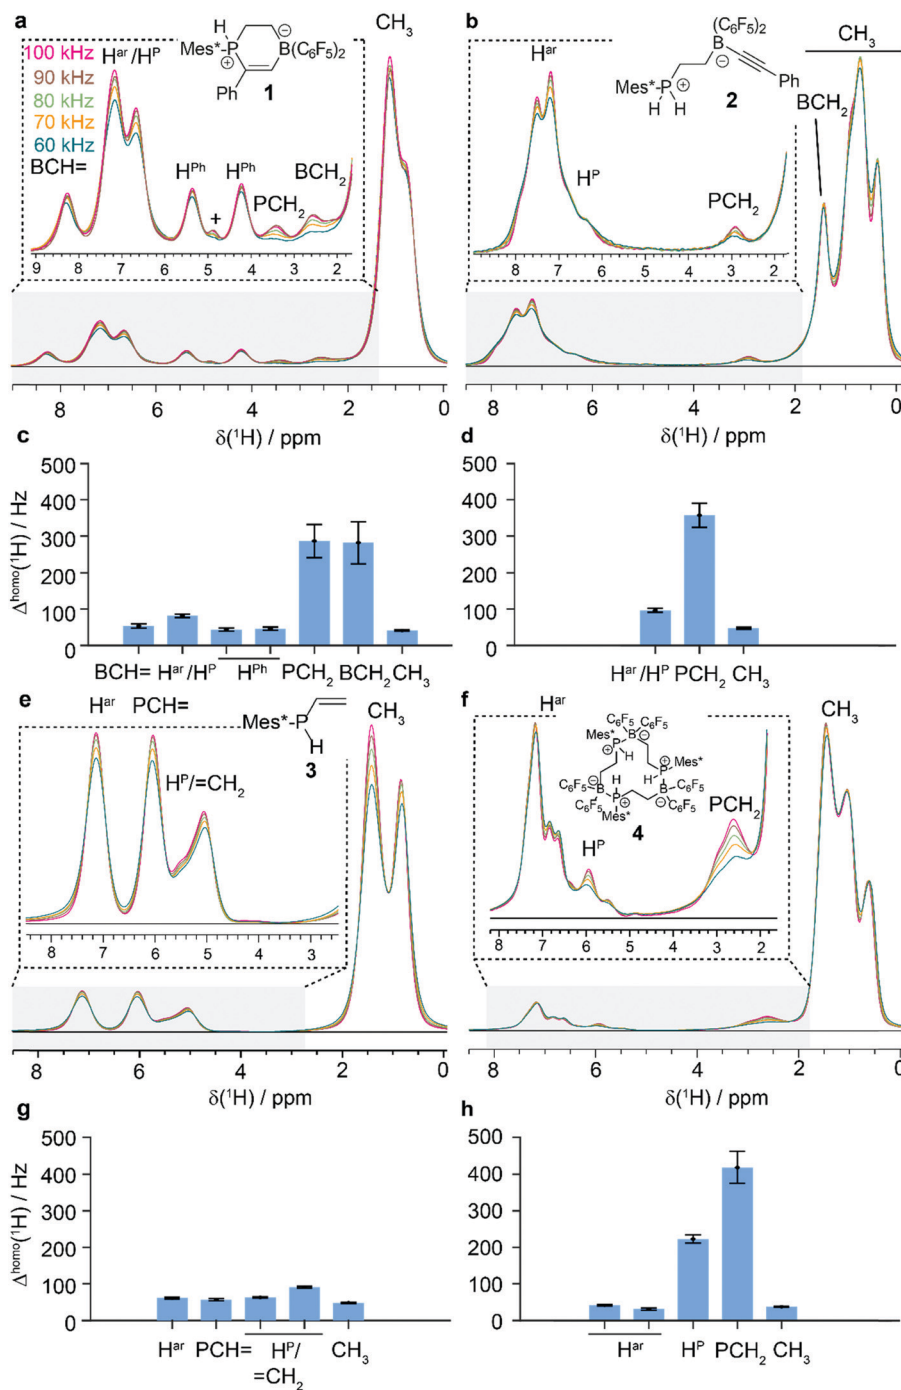 a
H
Mes*
P
⊕
⊖
B(C₆F₅)₂
Ph
1
CH₃
100 kHz
90 kHz
80 kHz
70 kHz
60 kHz
Hᵃʳ/Hᴾ
BCH=
Hᴾʰ
+
Hᴾʰ
PCH₂
BCH₂
9 8 7 6 5 4 3 2
8 6 4 2 0
δ(¹H) / ppm
b
(C₆F₅)₂
B
⊖
Ph
Mes*
P
⊕
H H
2
Hᵃʳ
Hᴾ
PCH₂
BCH₂
CH₃
8 7 6 5 4 3 2
8 6 4 2 0
δ(¹H) / ppm
c
Δʰᵒᵐᵒ(¹H) / Hz
500
400
300
200
100
0
BCH= Hᵃʳ/Hᴾ Hᴾʰ PCH₂ BCH₂ CH₃
d
500
400
300
200
100
0
Hᵃʳ/Hᴾ PCH₂ CH₃
e
Hᵃʳ PCH=
Hᴾ/=CH₂
Mes*
P
H
3
CH₃
8 7 6 5 4 3
8 6 4 2 0
δ(¹H) / ppm
f
Hᵃʳ
C₆F₅ C₆F₅
Mes* B ⊖
P H
⊕
⊕
P Mes*
H
C₆F₅ ⊖ H
B P
B C₆F₅
C₆F₅ ⊕ ⊖ C₆F₅
Mes*
4
Hᴾ
PCH₂
CH₃
8 7 6 5 4 3 2
8 6 4 2 0
δ(¹H) / ppm
g
Δʰᵒᵐᵒ(¹H) / Hz
500
400
300
200
100
0
Hᵃʳ PCH= Hᴾ/ CH₃
=CH₂
h
500
400
300
200
100
0
Hᵃʳ Hᴾ PCH₂ CH₃